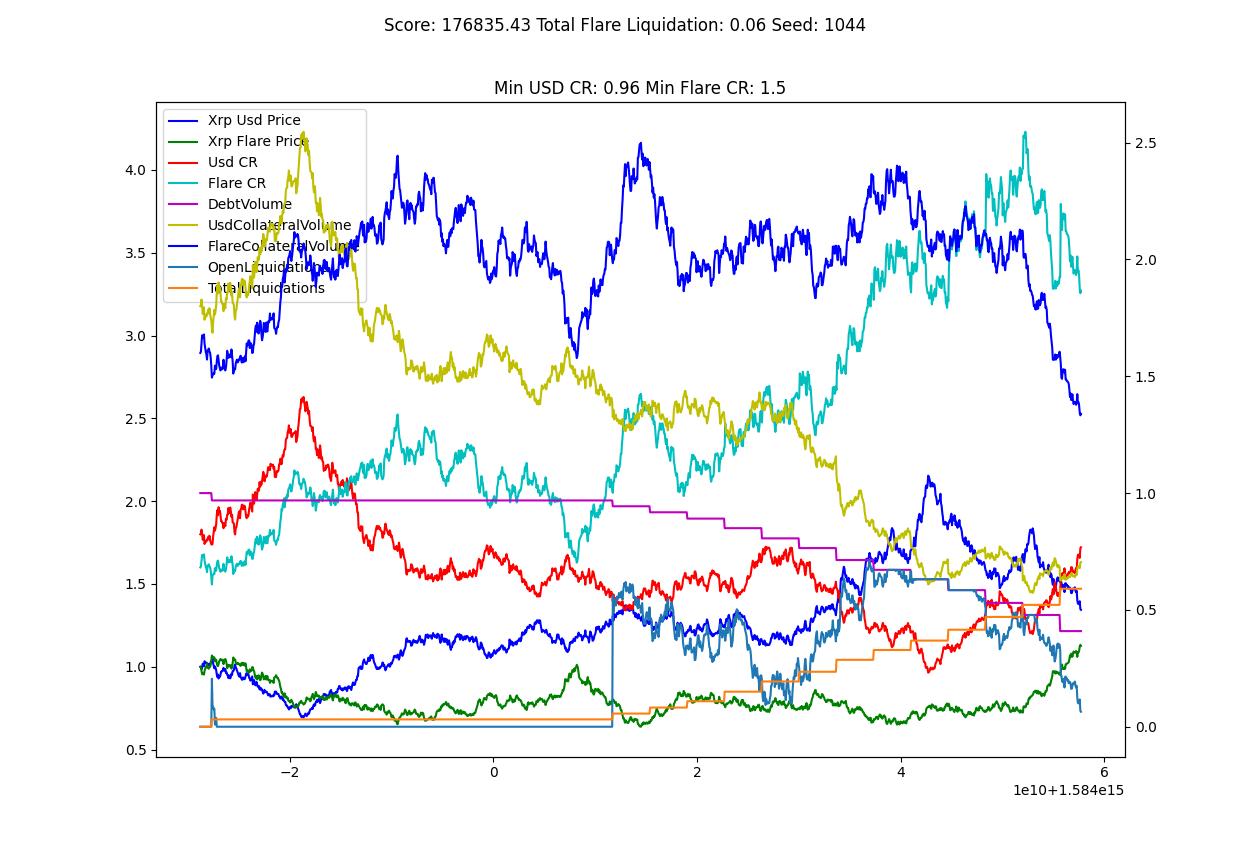 Score: 176835.43 Total Flare Liquidation: 0.06 Seed: 1044
Min USD CR: 0.96 Min Flare CR: 1.5
Xrp Usd Price
Xrp Flare Price
Usd CR
Flare CR
DebtVolume
UsdCollateralVolume
FlareCollateralVolume
OpenLiquidations
TotalLiquidations
4.0
3.5
3.0
2.5
2.0
1.5
1.0
0.5
2.5
2.0
1.5
1.0
0.5
0.0
−2 0 2 4 6
1e10+1.584e15